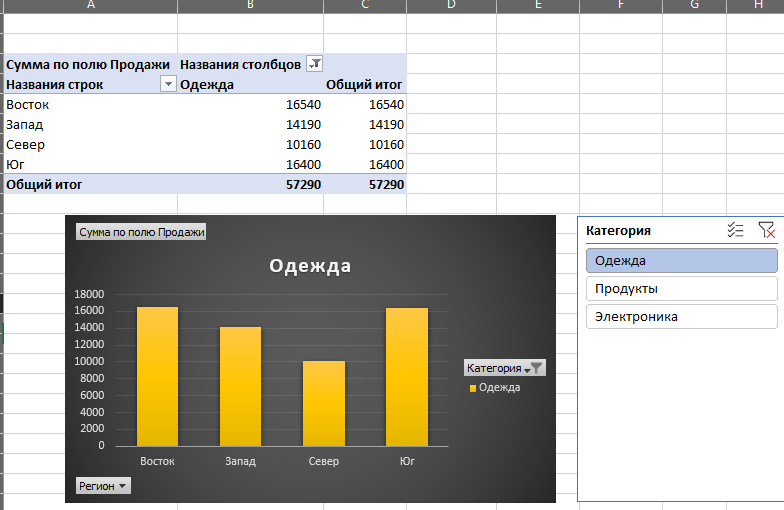 A B C D E F G H
Сумма по полю Продажи Названия столбцов
Названия строк Одежда Общий итог
Восток 16540 16540
Запад 14190 14190
Север 10160 10160
Юг 16400 16400
Общий итог 57290 57290
Сумма по полю Продажи
Одежда
18000
16000
14000
12000
10000
8000
6000
4000
2000
0
Восток Запад Север Юг
Категория
Одежда
Регион
Категория
Одежда
Продукты
Электроника